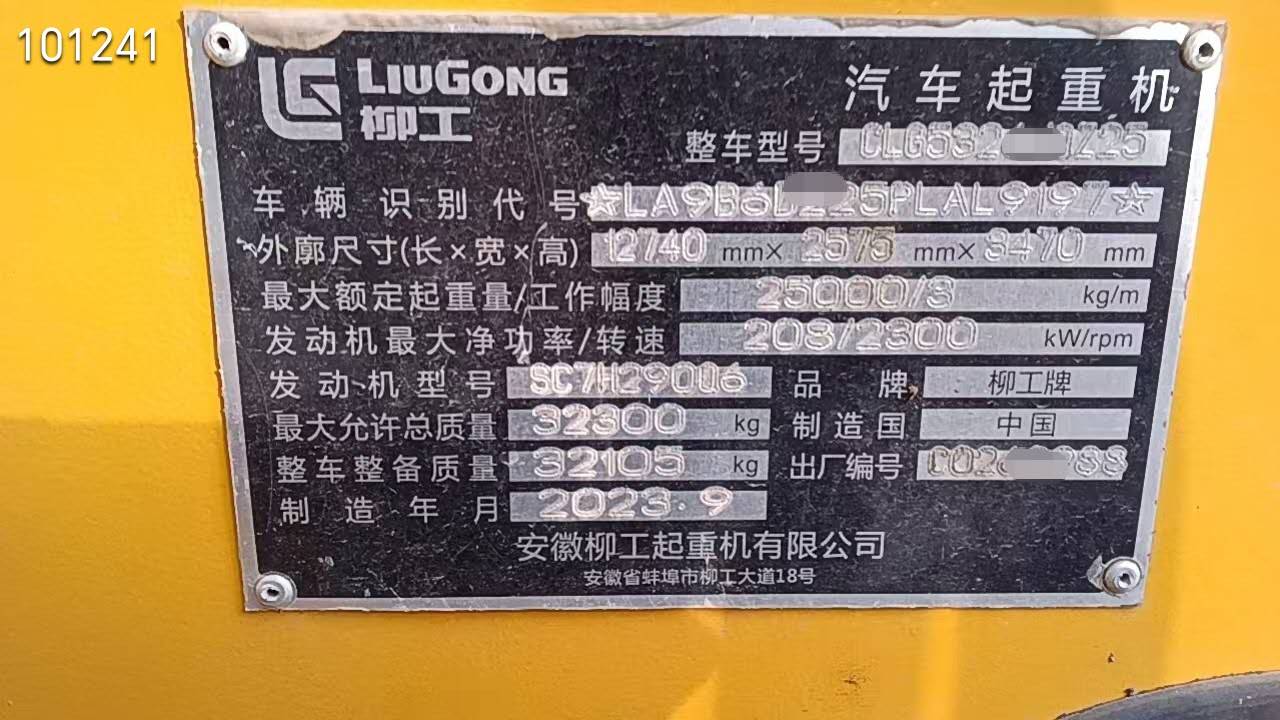 101241
LIUGONG
柳工
汽车起重机
整车型号 CLG532 QZ25
车辆识别代号 ☆LA9B6D 25PLAL9197☆
外廓尺寸(长×宽×高) 12740 mm× 2575 mm× 3470 mm
最大额定起重量/工作幅度 25000/3 kg/m
发动机最大净功率/转速 208/2300 kW/rpm
发动机型号 SC7H290Q6 品牌 柳工牌
最大允许总质量 32300 kg 制造国 中国
整车整备质量 32105 kg 出厂编号
制造年月 2023.9
安徽柳工起重机有限公司
安徽省蚌埠市柳工大道18号